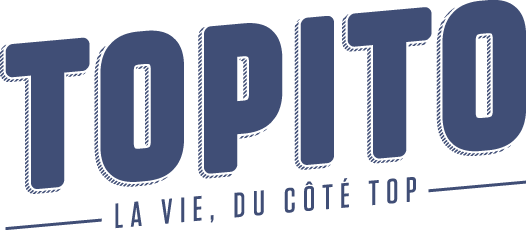 TOPITO
LA VIE, DU CÔTÉ TOP